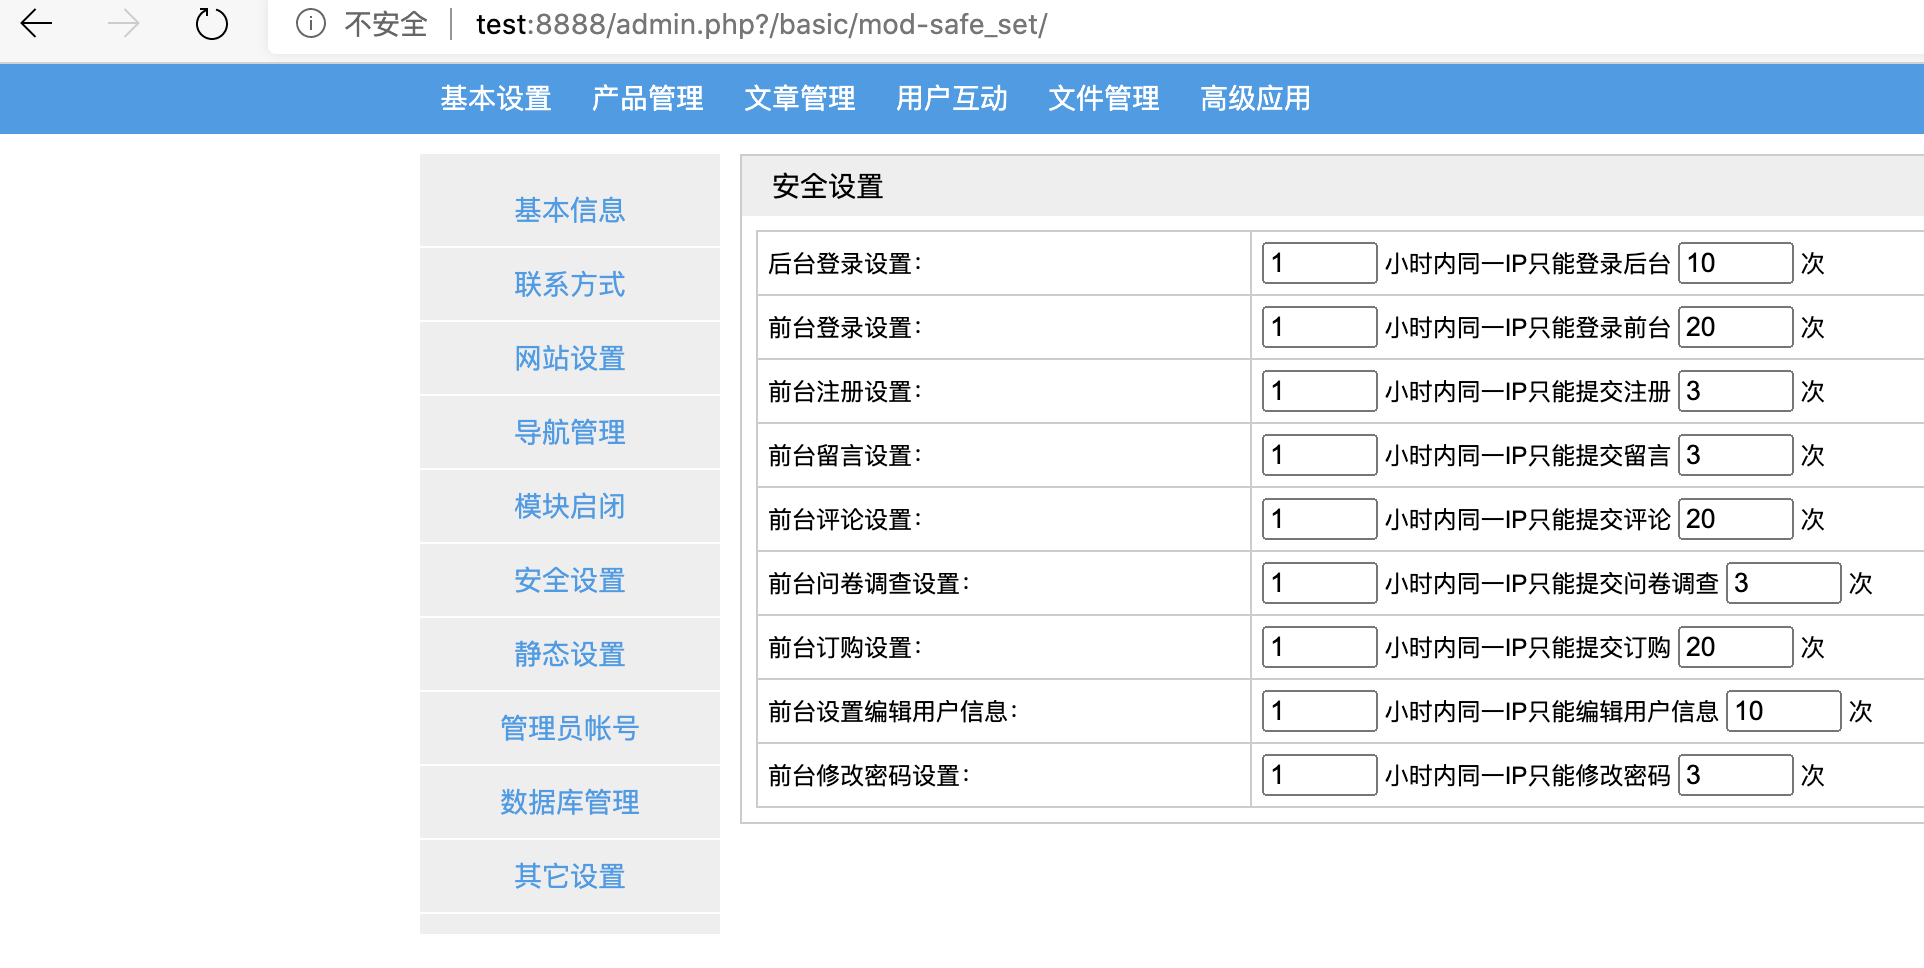 不安全 test:8888/admin.php?/basic/mod-safe_set/
基本设置 产品管理 文章管理 用户互动 文件管理 高级应用
基本信息
联系方式
网站设置
导航管理
模块启闭
安全设置
静态设置
管理员帐号
数据库管理
其它设置
安全设置
后台登录设置： 1 小时内同一IP只能登录后台 10 次
前台登录设置： 1 小时内同一IP只能登录前台 20 次
前台注册设置： 1 小时内同一IP只能提交注册 3 次
前台留言设置： 1 小时内同一IP只能提交留言 3 次
前台评论设置： 1 小时内同一IP只能提交评论 20 次
前台问卷调查设置： 1 小时内同一IP只能提交问卷调查 3 次
前台订购设置： 1 小时内同一IP只能提交订购 20 次
前台设置编辑用户信息： 1 小时内同一IP只能编辑用户信息 10 次
前台修改密码设置： 1 小时内同一IP只能修改密码 3 次